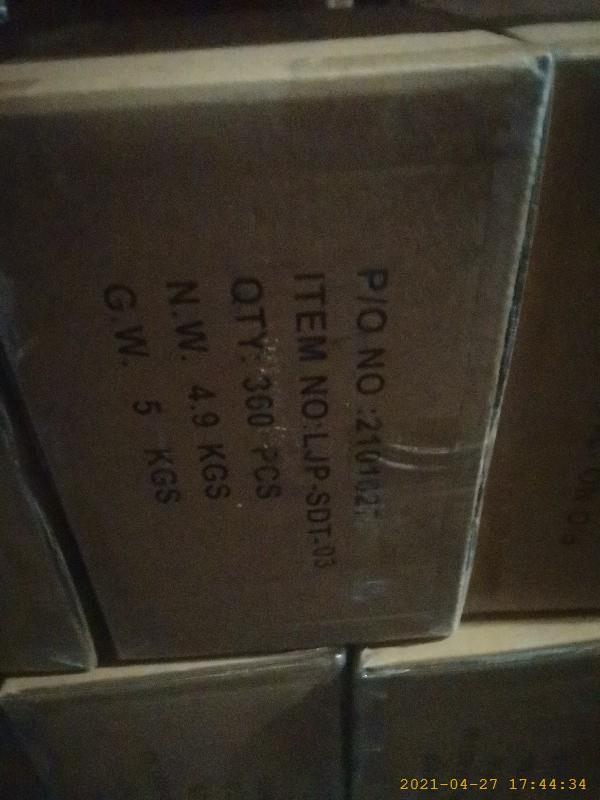 P/O NO :2101027
ITEM NO:LJP-SDT-03
QTY: 360 PCS
N.W. 4.9 KGS
G.W. 5 KGS
2021-04-27 17:44:34